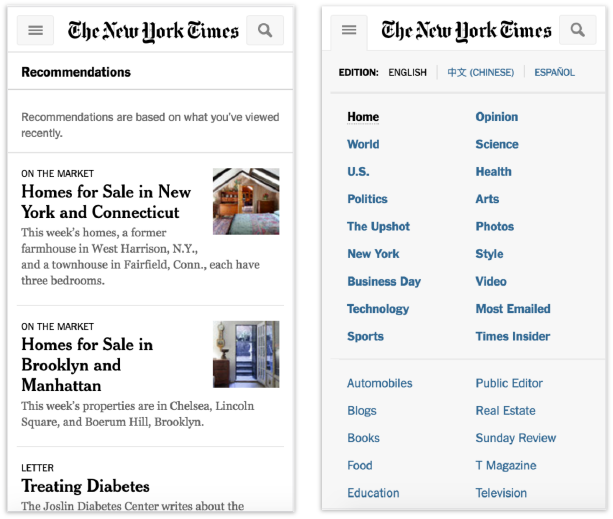 The New York Times
Recommendations
Recommendations are based on what you've viewed
recently.
ON THE MARKET
Homes for Sale in New
York and Connecticut
This week's homes, a former
farmhouse in West Harrison, N.Y.,
and a townhouse in Fairfield, Conn., each have
three bedrooms.
ON THE MARKET
Homes for Sale in
Brooklyn and
Manhattan
This week's properties are in Chelsea, Lincoln
Square, and Boerum Hill, Brooklyn.
LETTER
Treating Diabetes
The Joslin Diabetes Center writes about the
The New York Times
EDITION: ENGLISH 中文 (CHINESE) ESPAÑOL
Home Opinion
World Science
U.S. Health
Politics Arts
The Upshot Photos
New York Style
Business Day Video
Technology Most Emailed
Sports Times Insider
Automobiles Public Editor
Blogs Real Estate
Books Sunday Review
Food T Magazine
Education Television